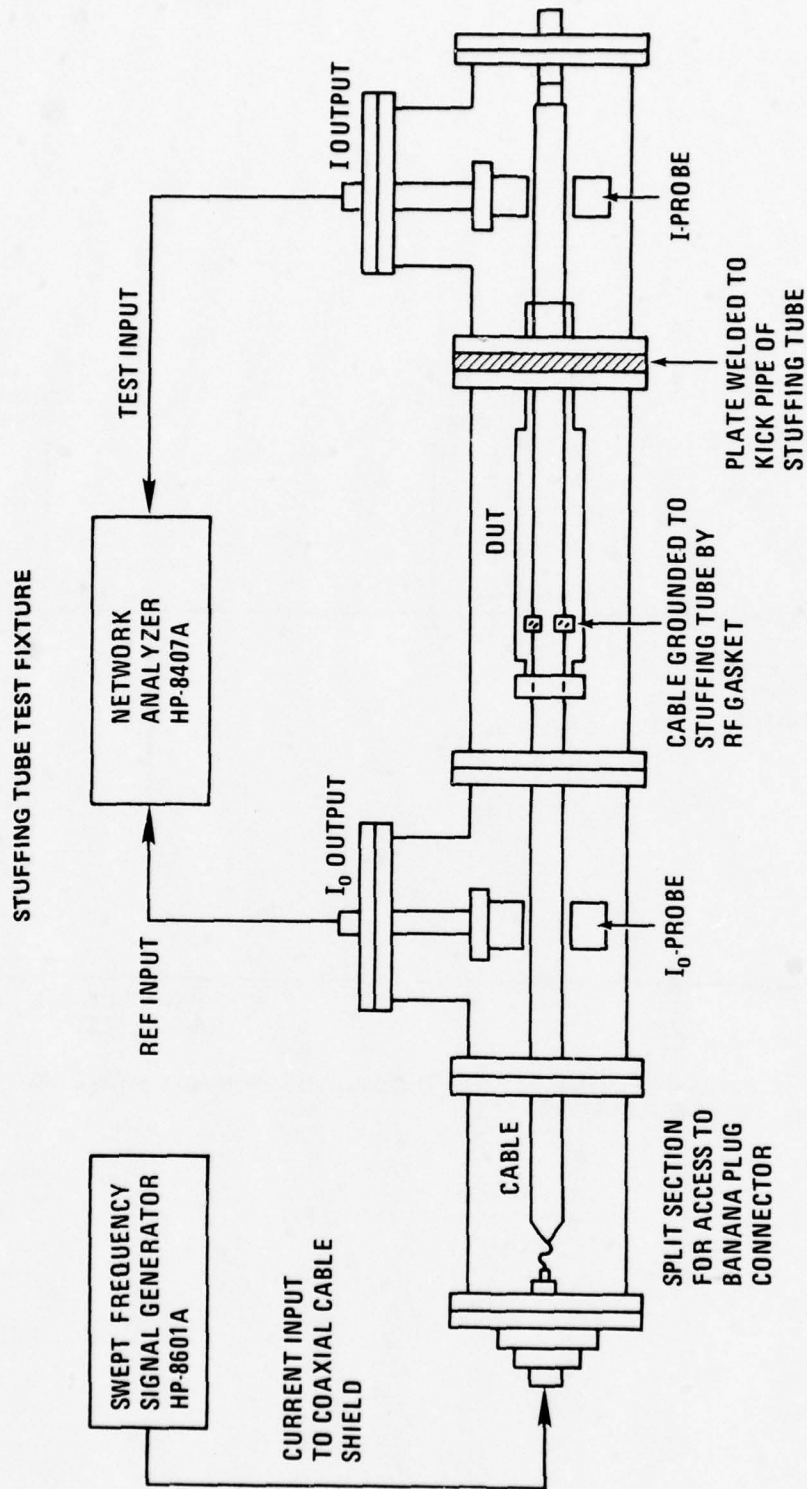 STUFFING TUBE TEST FIXTURE
SWEPT FREQUENCY
SIGNAL GENERATOR
HP-8601A
NETWORK
ANALYZER
HP-8407A
CURRENT INPUT
TO COAXIAL CABLE
SHIELD
REF INPUT
TEST INPUT
I₀ OUTPUT
I OUTPUT
CABLE
DUT
SPLIT SECTION
FOR ACCESS TO
BANANA PLUG
CONNECTOR
I₀-PROBE
CABLE GROUNDED TO
STUFFING TUBE BY
RF GASKET
PLATE WELDED TO
KICK PIPE OF
STUFFING TUBE
I-PROBE